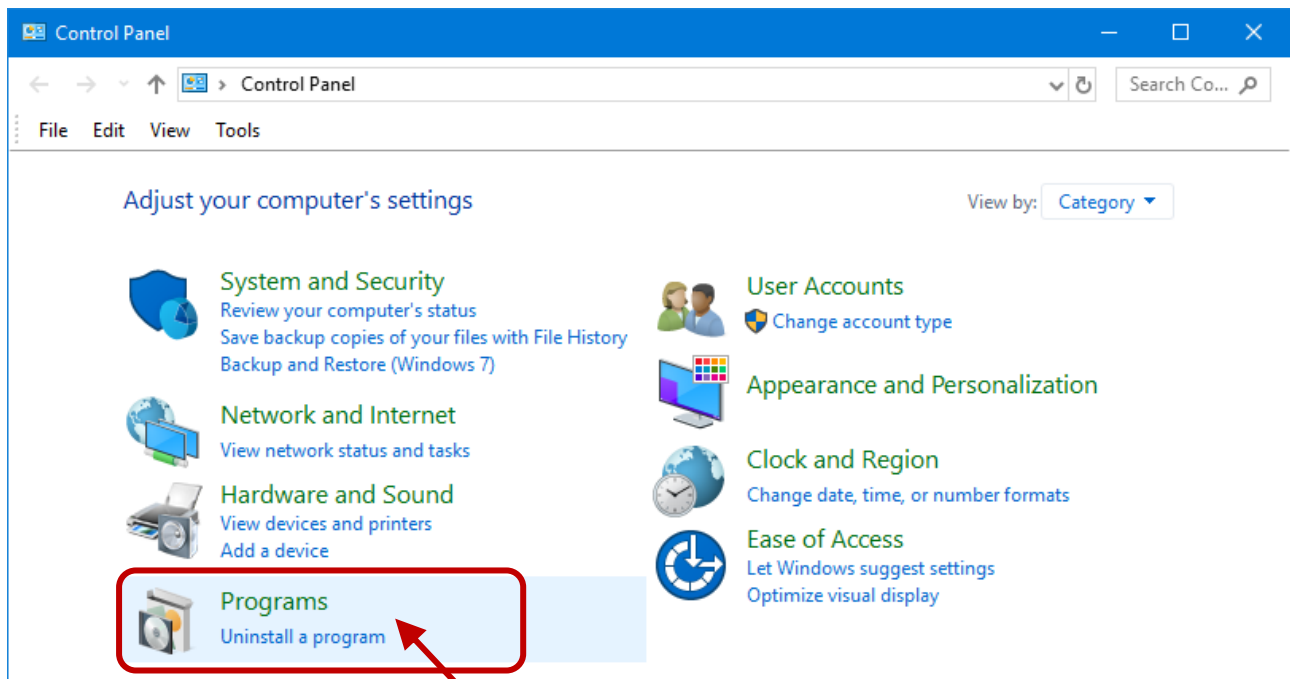 Control Panel
Control Panel
Search Co...
File Edit View Tools
Adjust your computer's settings
View by: Category
System and Security
Review your computer's status
Save backup copies of your files with File History
Backup and Restore (Windows 7)
Network and Internet
View network status and tasks
Hardware and Sound
View devices and printers
Add a device
Programs
Uninstall a program
User Accounts
Change account type
Appearance and Personalization
Clock and Region
Change date, time, or number formats
Ease of Access
Let Windows suggest settings
Optimize visual display